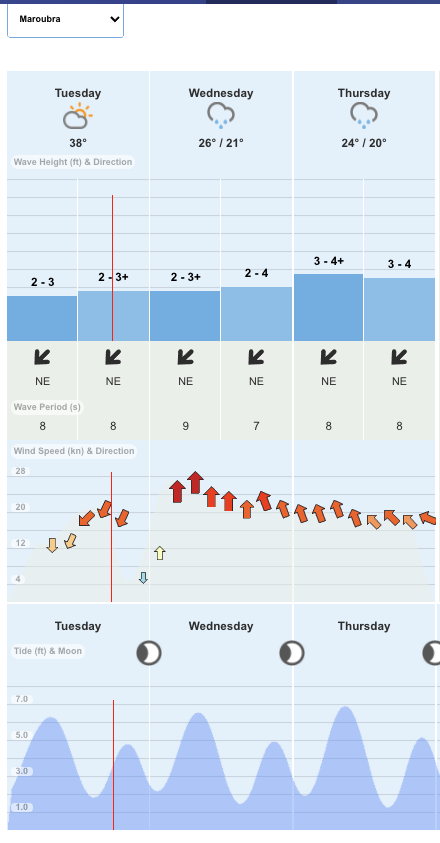 Maroubra
Tuesday Wednesday Thursday
38° 26° / 21° 24° / 20°
Wave Height (ft) & Direction
2 - 3 2 - 3+ 2 - 3+ 2 - 4 3 - 4+ 3 - 4
NE NE NE NE NE NE
Wave Period (s)
8 8 9 7 8 8
Wind Speed (kn) & Direction
28
20
12
4
Tuesday Wednesday Thursday
Tide (ft) & Moon
7.0
5.0
3.0
1.0